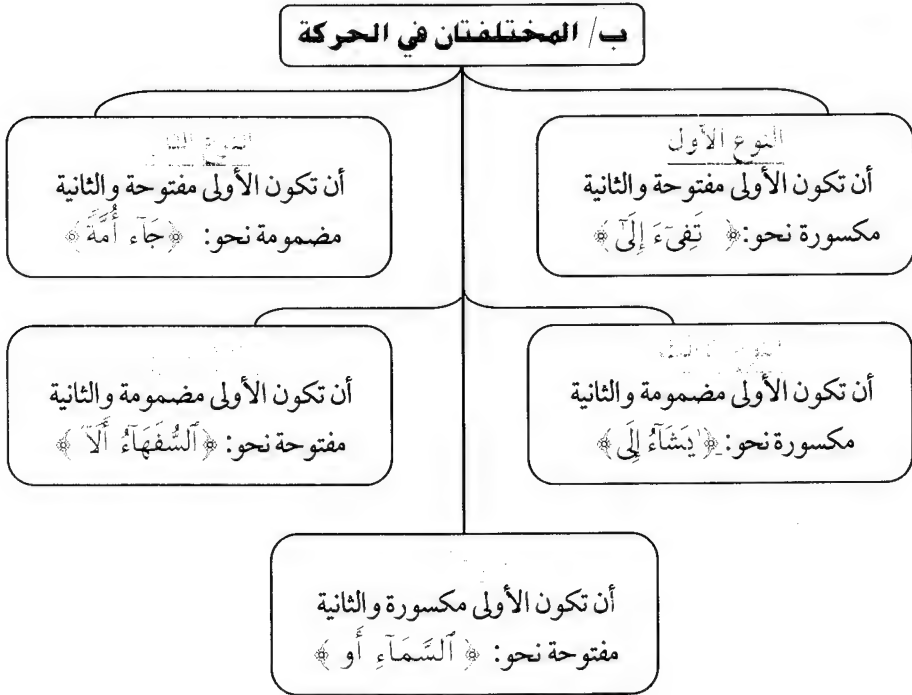 ب/ المختلفتان في الحركة
النوع الأول
أن تكون الأولى مفتوحة والثانية
مكسورة نحو: ﴿ تَفِىٓءَ إِلَىٰٓ ﴾
النوع
أن تكون الأولى مفتوحة والثانية
مضمومة نحو: ﴿جَآءَ أُمَّةً﴾
أن تكون الأولى مضمومة والثانية
مكسورة نحو: ﴿يَشَآءُ إِلَى﴾
أن تكون الأولى مضمومة والثانية
مفتوحة نحو: ﴿ٱلسُّفَهَآءُ أَلَآ ﴾
أن تكون الأولى مكسورة والثانية
مفتوحة نحو: ﴿ ٱلسَّمَآءِ أَو ﴾